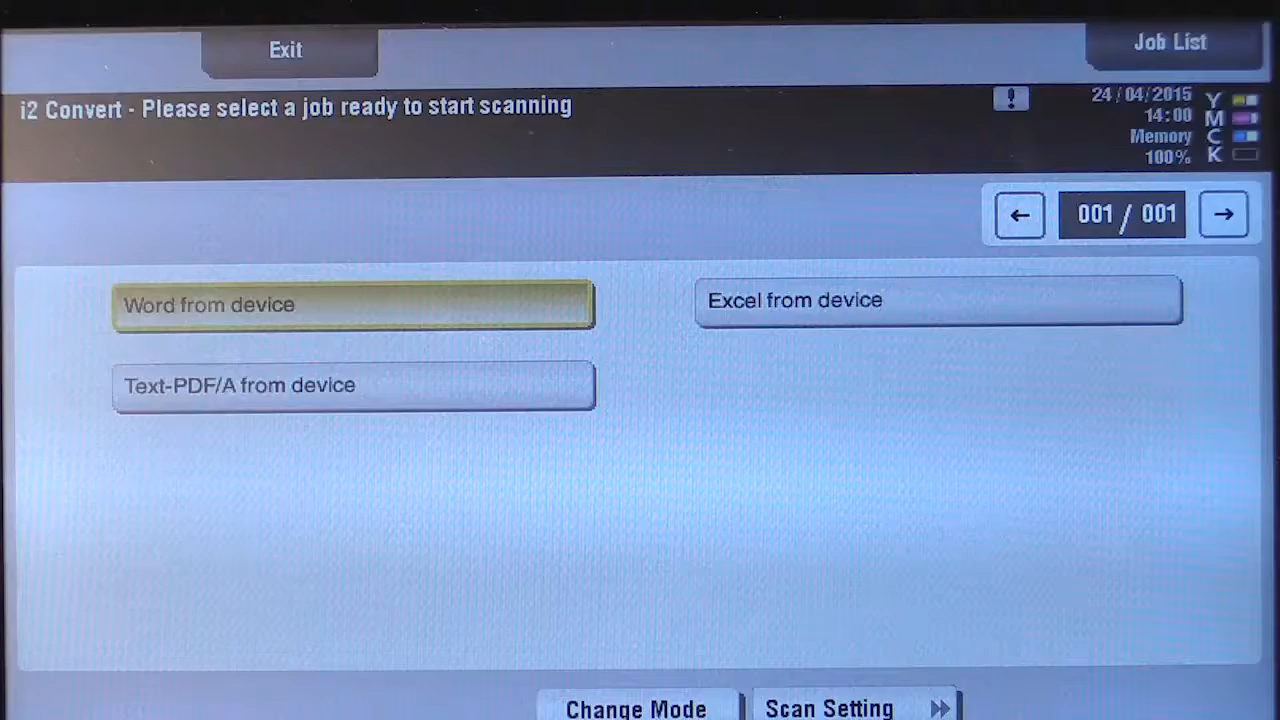 Exit
Job List
i2 Convert - Please select a job ready to start scanning
!
24/04/2015
14:00
Memory
100%
Y
M
C
K
← 001 / 001 →
Word from device
Excel from device
Text-PDF/A from device
Change Mode
Scan Setting